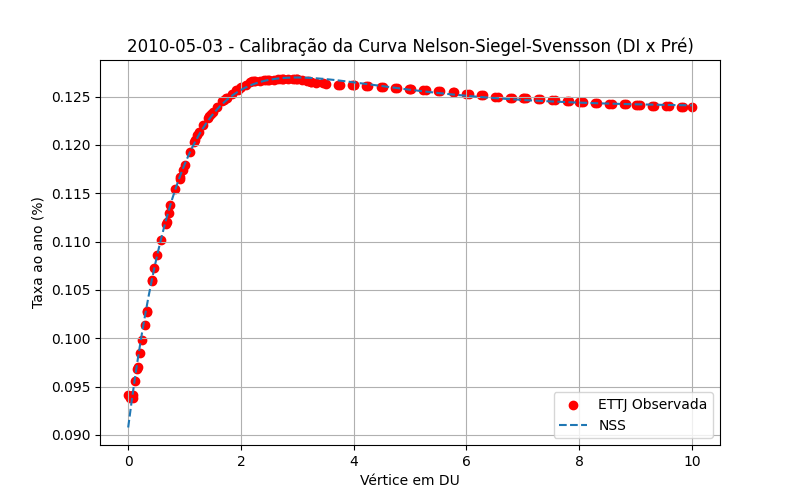 2010-05-03 - Calibração da Curva Nelson-Siegel-Svensson (DI x Pré)
Taxa ao ano (%)
0.125
0.120
0.115
0.110
0.105
0.100
0.095
0.090
ETTJ Observada
NSS
0 2 4 6 8 10
Vértice em DU